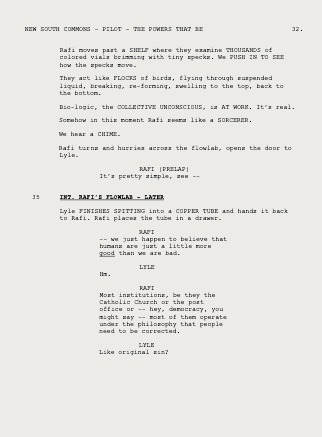 NEW SOUTH COMMONS - PILOT - THE POWERS THAT BE 32.
Rafi moves past a SHELF where they examine THOUSANDS of
colored vials brimming with tiny specks. We PUSH IN TO SEE
how the specks move.
They act like FLOCKS of birds, flying through suspended
liquid, breaking, re-forming, swelling to the top, back to
the bottom.
Bio-logic, the COLLECTIVE UNCONSCIOUS, is AT WORK. It's real.
Somehow in this moment Rafi seems like a SORCERER.
We hear a CHIME.
Rafi turns and hurries across the flowlab, opens the door to
Lyle.
RAFI (PRELAP)
It's pretty simple, see --
35 INT. RAFI'S FLOWLAB - LATER
Lyle FINISHES SPITTING into a COPPER TUBE and hands it back
to Rafi. Rafi places the tube in a drawer.
RAFI
-- we just happen to believe that
humans are just a little more
good than we are bad.
LYLE
Hm.
RAFI
Most institutions, be they the
Catholic Church or the post
office or -- hey, democracy, you
might say -- most of them operate
under the philosophy that people
need to be corrected.
LYLE
Like original sin?